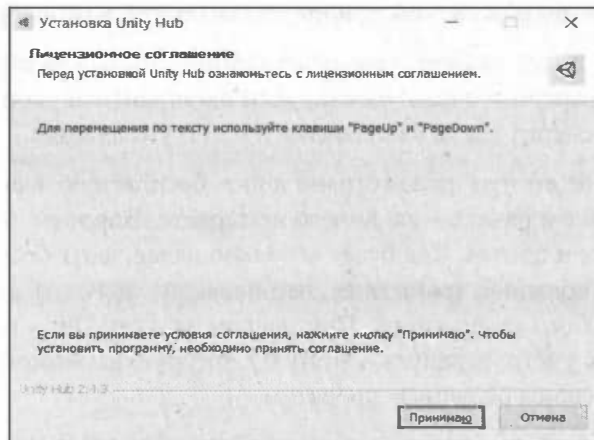 Установка Unity Hub
Лицензионное соглашение
Перед установкой Unity Hub ознакомьтесь с лицензионным соглашением.
Для перемещения по тексту используйте клавиши "PageUp" и "PageDown".
Если вы принимаете условия соглашения, нажмите кнопку "Принимаю". Чтобы
установить программу, необходимо принять соглашение.
Unity Hub 2.4.3
Принимаю Отмена